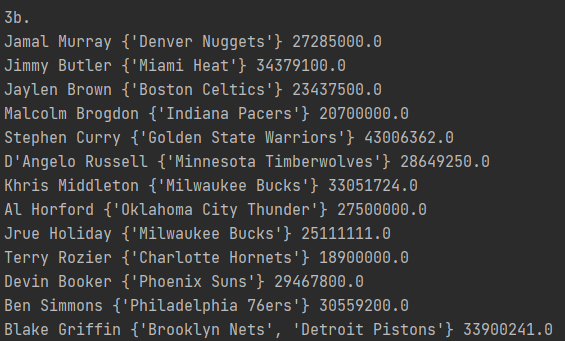 3b.
Jamal Murray {'Denver Nuggets'} 27285000.0
Jimmy Butler {'Miami Heat'} 34379100.0
Jaylen Brown {'Boston Celtics'} 23437500.0
Malcolm Brogdon {'Indiana Pacers'} 20700000.0
Stephen Curry {'Golden State Warriors'} 43006362.0
D'Angelo Russell {'Minnesota Timberwolves'} 28649250.0
Khris Middleton {'Milwaukee Bucks'} 33051724.0
Al Horford {'Oklahoma City Thunder'} 27500000.0
Jrue Holiday {'Milwaukee Bucks'} 25111111.0
Terry Rozier {'Charlotte Hornets'} 18900000.0
Devin Booker {'Phoenix Suns'} 29467800.0
Ben Simmons {'Philadelphia 76ers'} 30559200.0
Blake Griffin {'Brooklyn Nets', 'Detroit Pistons'} 33900241.0